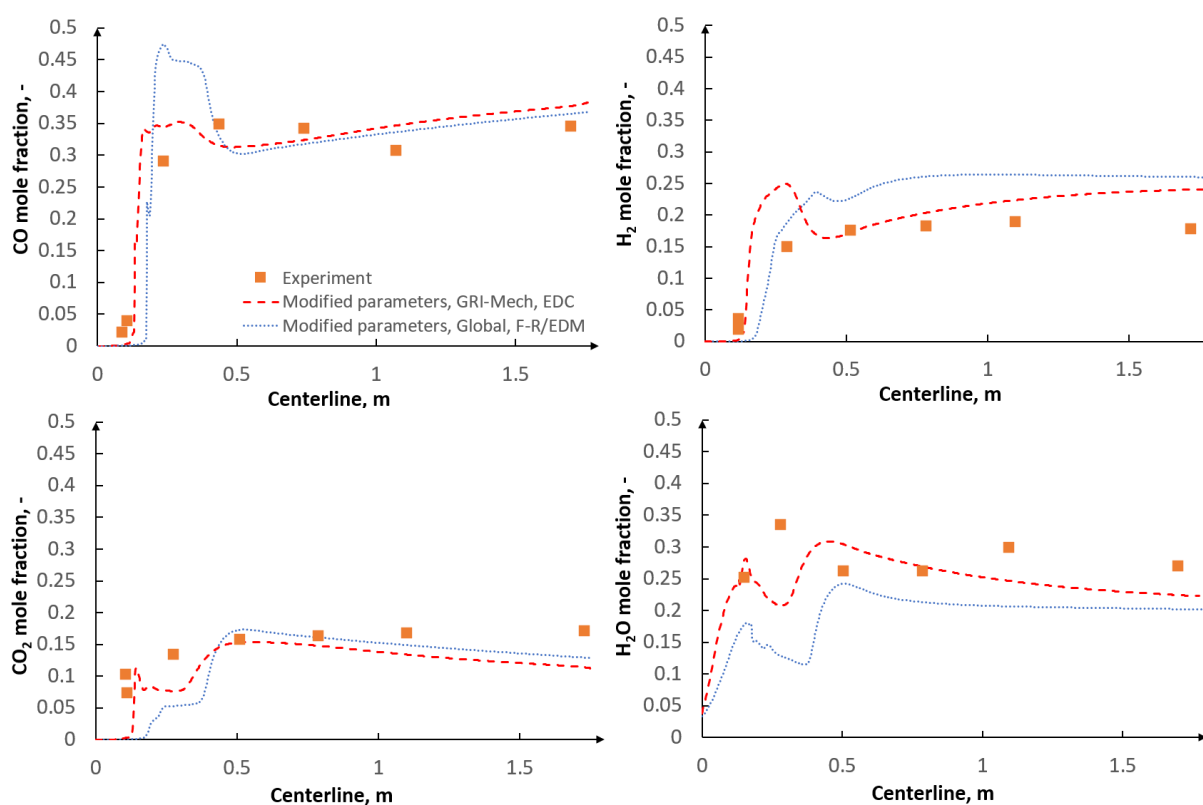 0.5
0.45
0.4
0.35
0.3
0.25
0.2
0.15
0.1
0.05
0
CO mole fraction, -
Experiment
Modified parameters, GRI-Mech, EDC
Modified parameters, Global, F-R/EDM
0 0.5 1 1.5
Centerline, m
0.5
0.45
0.4
0.35
0.3
0.25
0.2
0.15
0.1
0.05
0
H₂ mole fraction, -
0 0.5 1 1.5
Centerline, m
0.5
0.45
0.4
0.35
0.3
0.25
0.2
0.15
0.1
0.05
0
CO₂ mole fraction, -
0 0.5 1 1.5
Centerline, m
0.5
0.45
0.4
0.35
0.3
0.25
0.2
0.15
0.1
0.05
0
H₂O mole fraction, -
0 0.5 1 1.5
Centerline, m